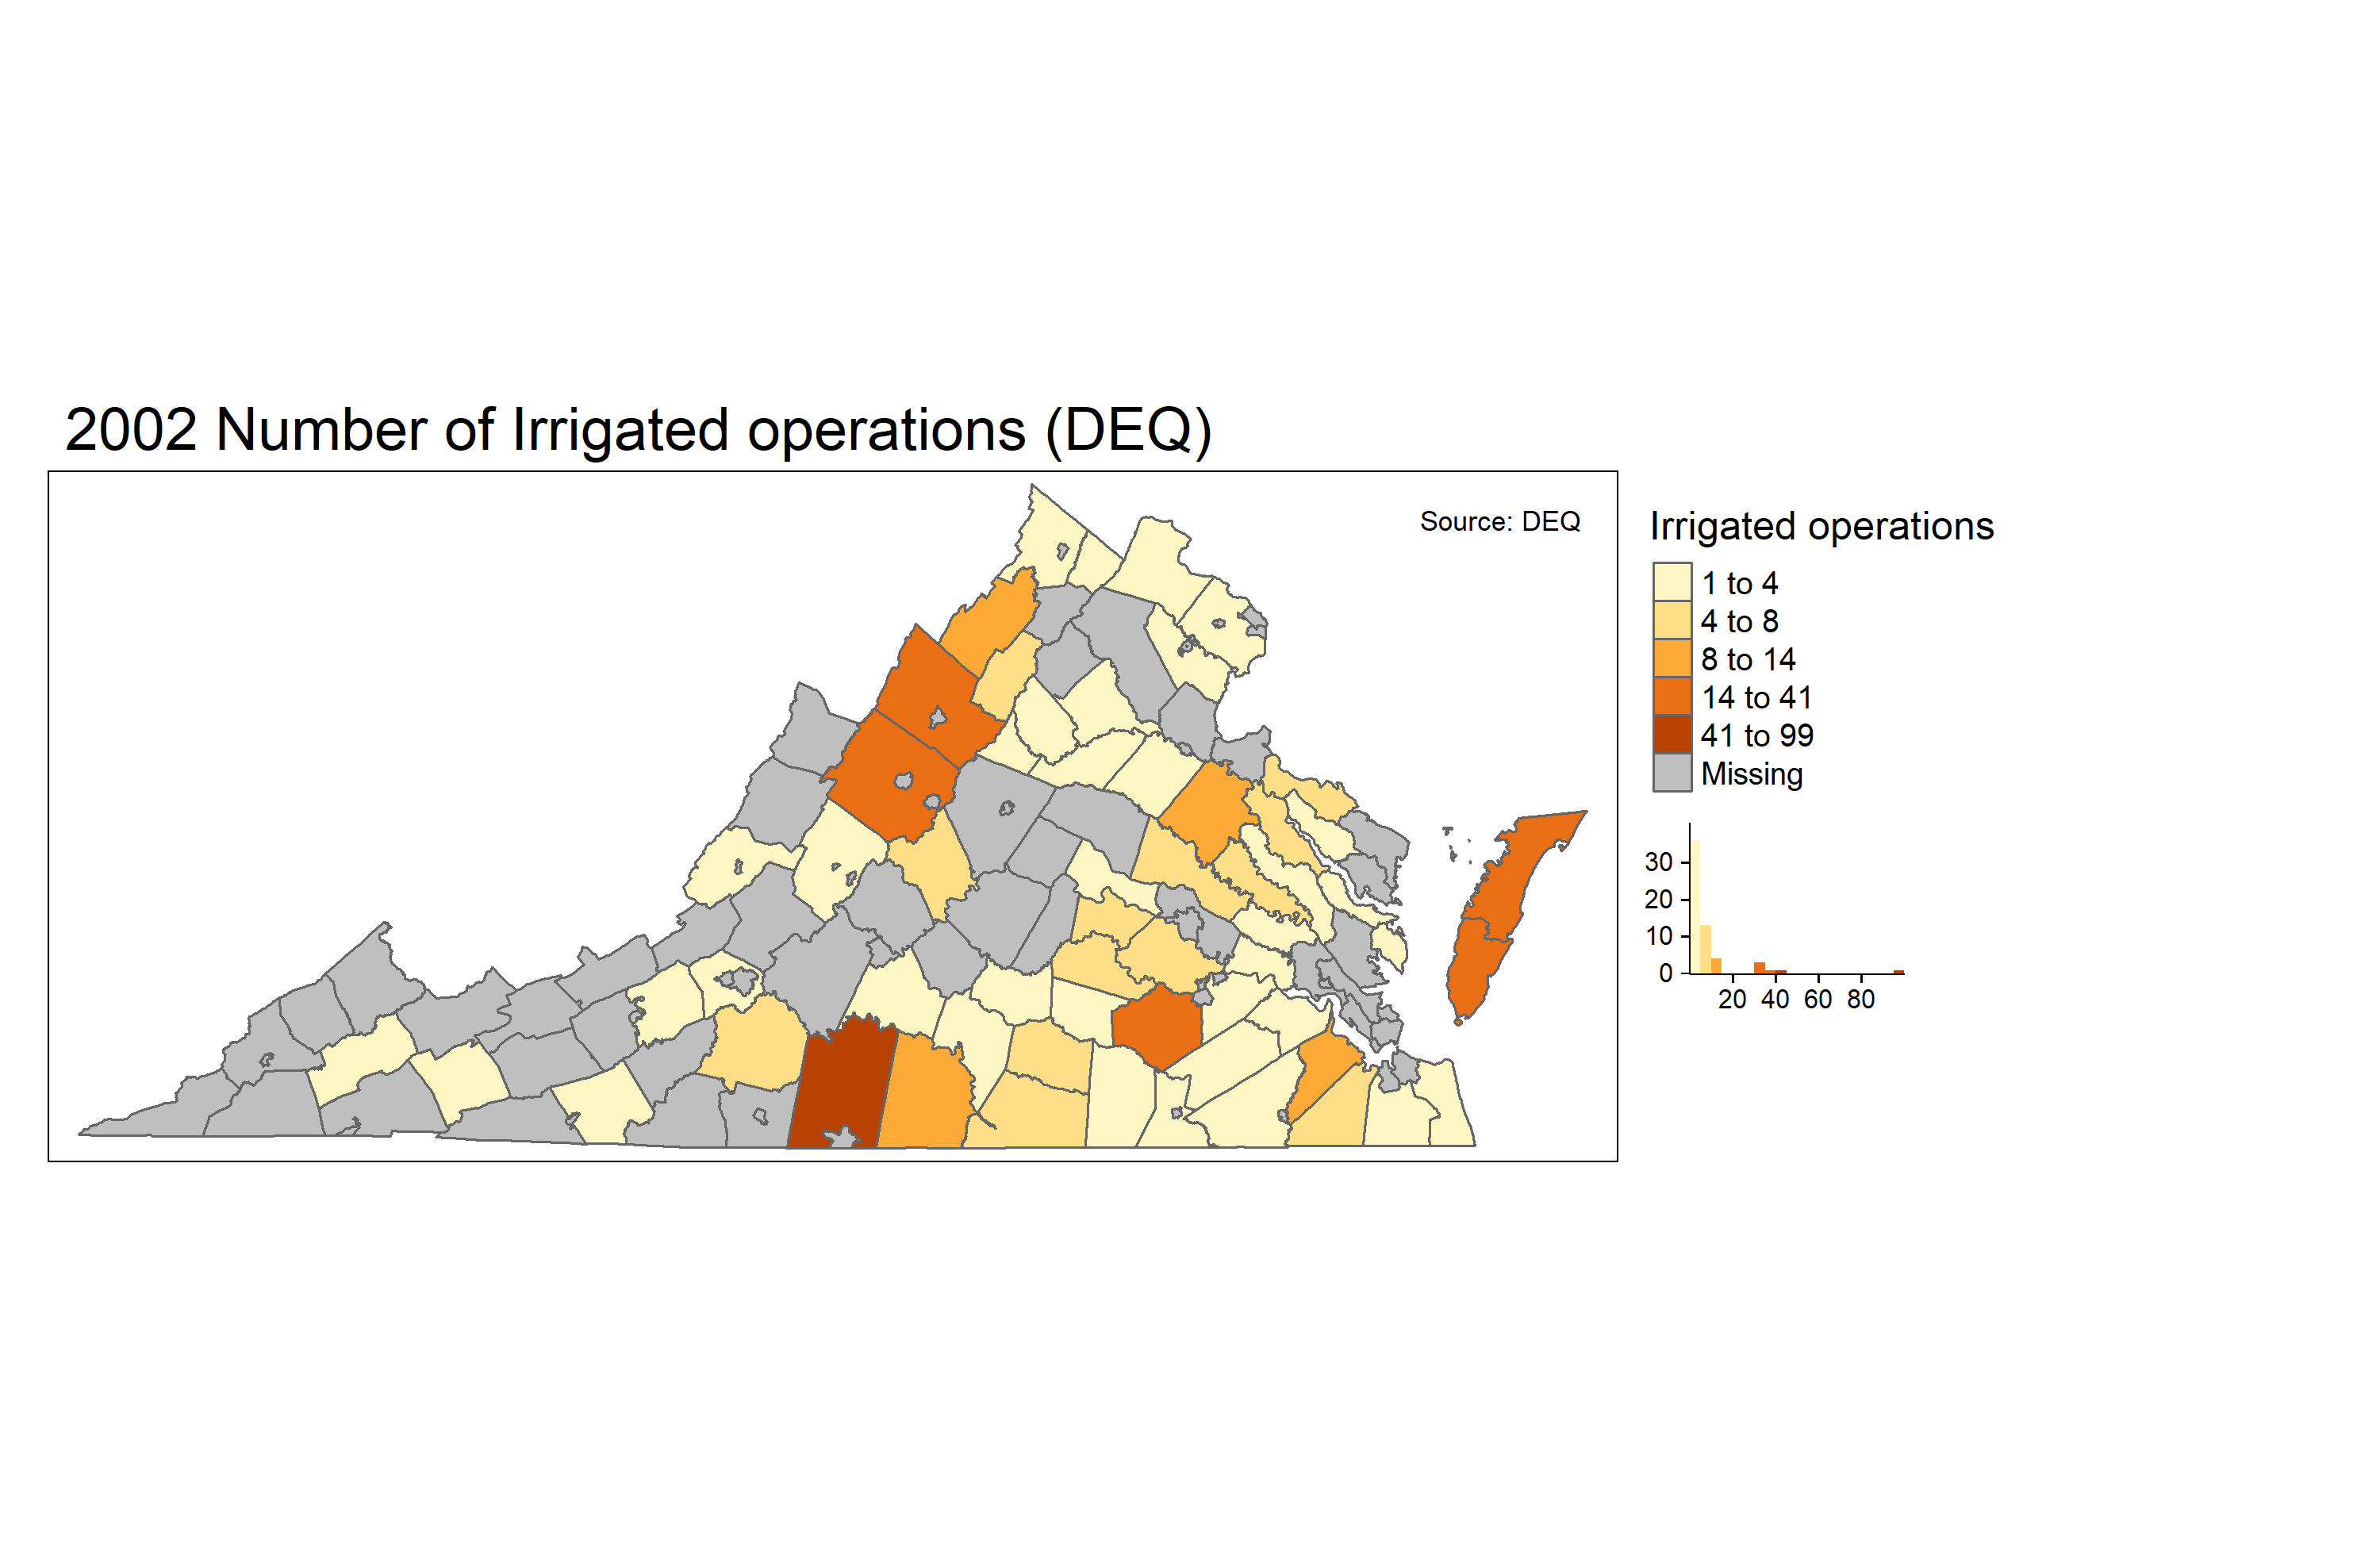 2002 Number of Irrigated operations (DEQ)
Source: DEQ
Irrigated operations
1 to 4
4 to 8
8 to 14
14 to 41
41 to 99
Missing
30
20
10
0
20 40 60 80